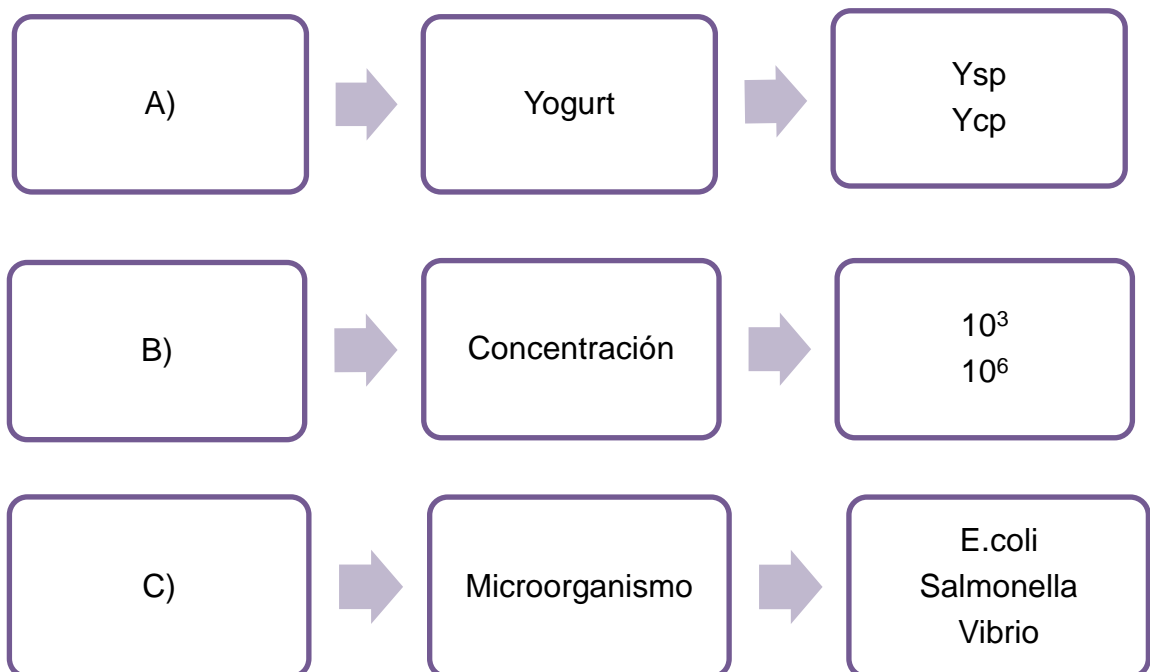 A)
Yogurt
Ysp
Ycp
B)
Concentración
10³
10⁶
C)
Microorganismo
E.coli
Salmonella
Vibrio